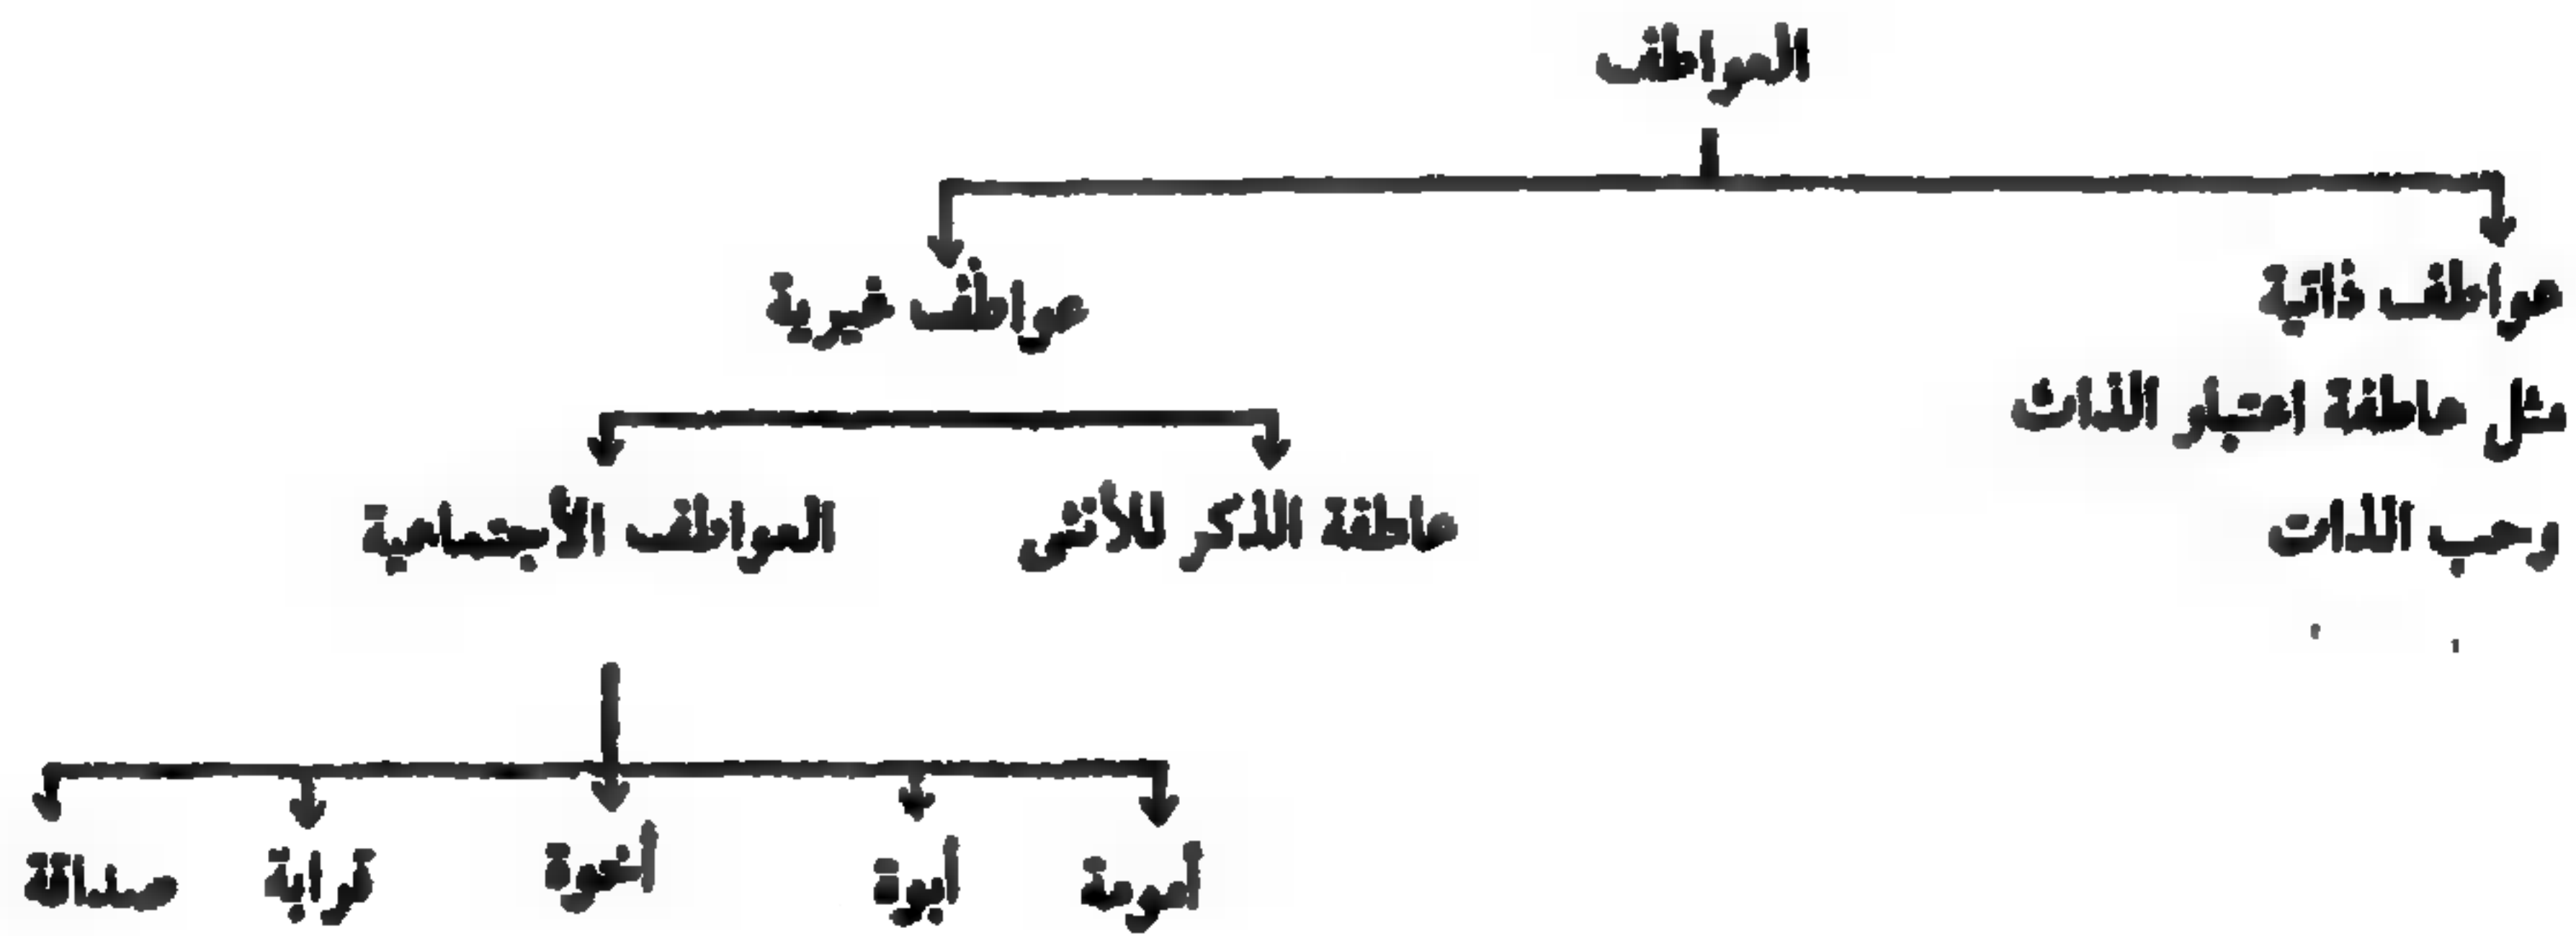 العواطف
عواطف ذاتية
عواطف غيرية
مثل عاطفة اعتبار الذات
وحب الذات
عاطفة الذكر للأنثى
العواطف الأجتماعية
أمومة
أبوة
أخوة
قرابة
صداقة